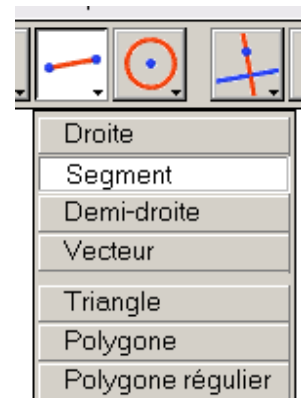 Droite
Segment
Demi-droite
Vecteur
Triangle
Polygone
Polygone régulier